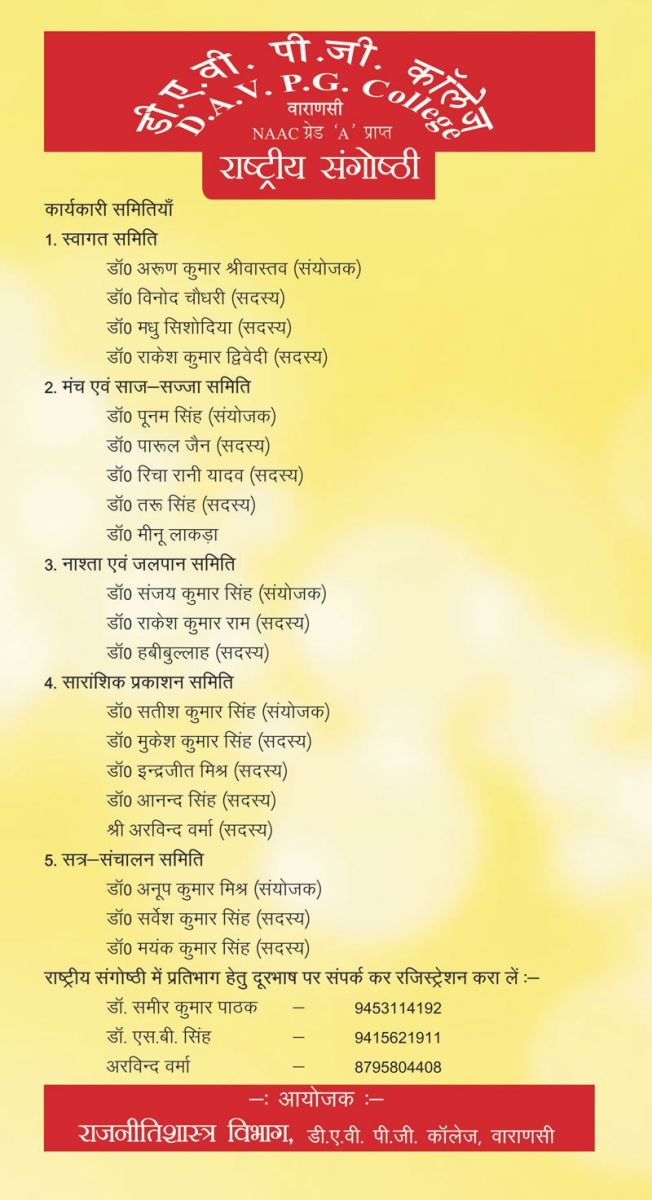 डी.ए.वी. पी.जी. कॉलेज
D.A.V. P.G. College
वाराणसी
NAAC ग्रेड 'A' प्राप्त
राष्ट्रीय संगोष्ठी
कार्यकारी समितियाँ
1. स्वागत समिति
डॉ0 अरूण कुमार श्रीवास्तव (संयोजक)
डॉ0 विनोद चौधरी (सदस्य)
डॉ0 मधु सिशोदिया (सदस्य)
डॉ0 राकेश कुमार द्विवेदी (सदस्य)
2. मंच एवं साज–सज्जा समिति
डॉ0 पूनम सिंह (संयोजक)
डॉ0 पारूल जैन (सदस्य)
डॉ0 रिचा रानी यादव (सदस्य)
डॉ0 तरू सिंह (सदस्य)
डॉ0 मीनू लाकड़ा
3. नाश्ता एवं जलपान समिति
डॉ0 संजय कुमार सिंह (संयोजक)
डॉ0 राकेश कुमार राम (सदस्य)
डॉ0 हबीबुल्लाह (सदस्य)
4. सारांशिक प्रकाशन समिति
डॉ0 सतीश कुमार सिंह (संयोजक)
डॉ0 मुकेश कुमार सिंह (सदस्य)
डॉ0 इन्द्रजीत मिश्र (सदस्य)
डॉ0 आनन्द सिंह (सदस्य)
श्री अरविन्द वर्मा (सदस्य)
5. सत्र–संचालन समिति
डॉ0 अनूप कुमार मिश्र (संयोजक)
डॉ0 सर्वेश कुमार सिंह (सदस्य)
डॉ0 मयंक कुमार सिंह (सदस्य)
राष्ट्रीय संगोष्ठी में प्रतिभाग हेतु दूरभाष पर संपर्क कर रजिस्ट्रेशन करा लें :–
डॉ. समीर कुमार पाठक – 9453114192
डॉ. एस.बी. सिंह – 9415621911
अरविन्द वर्मा – 8795804408
–: आयोजक :–
राजनीतिशास्त्र विभाग, डी.ए.वी. पी.जी. कॉलेज, वाराणसी